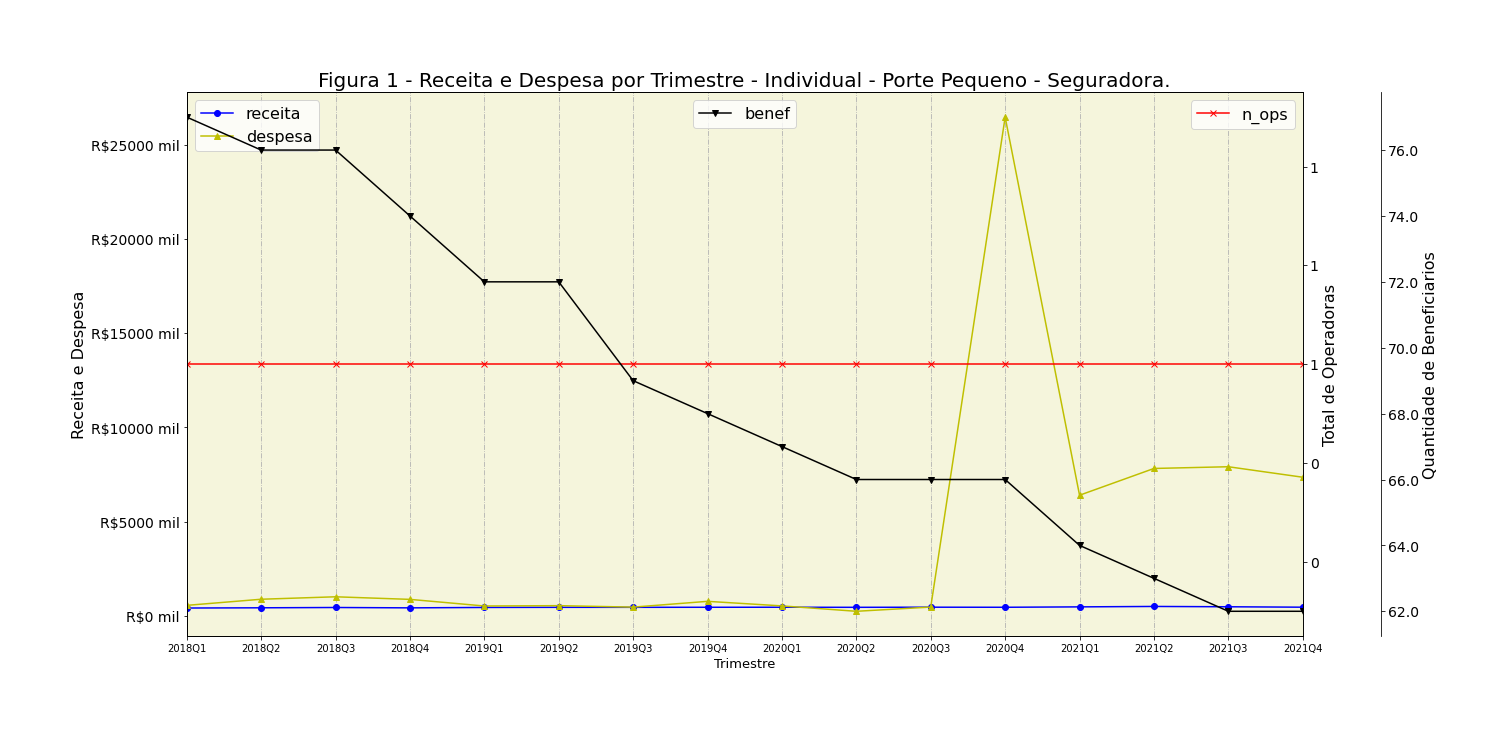 Figura 1 - Receita e Despesa por Trimestre - Individual - Porte Pequeno - Seguradora.
receita
despesa
benef
n_ops
Receita e Despesa
R$25000 mil
R$20000 mil
R$15000 mil
R$10000 mil
R$5000 mil
R$0 mil
1
1
1
0
0
Total de Operadoras
76.0
74.0
72.0
70.0
68.0
66.0
64.0
62.0
Quantidade de Beneficiarios
2018Q1 2018Q2 2018Q3 2018Q4 2019Q1 2019Q2 2019Q3 2019Q4 2020Q1 2020Q2 2020Q3 2020Q4 2021Q1 2021Q2 2021Q3 2021Q4
Trimestre